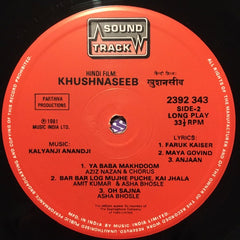 SOUND
TRACK
HINDI FILM:
हिन्दी फ़िल्म:
KHUSHNASEEB
खुशनसीब
PARTHIVA
PRODUCTIONS
2392 343
SIDE-2
LONG PLAY
33⅓ RPM
℗ 1981
MUSIC INDIA LTD.
MUSIC:
KALYANJI ANANDJI
LYRICS:
1. FARUK KAISER
2. MAYA GOVIND
3. ANJAAN
1. YA BABA MAKHDOOM
AZIZ NAZAN & CHORUS
2. BAR BAR LOG MUJHE PUCHE, KAI JHALA
AMIT KUMAR & ASHA BHOSLE
3. OH SAJNA
ASHA BHOSLE
MFD. IN INDIA BY MUSIC INDIA LTD.